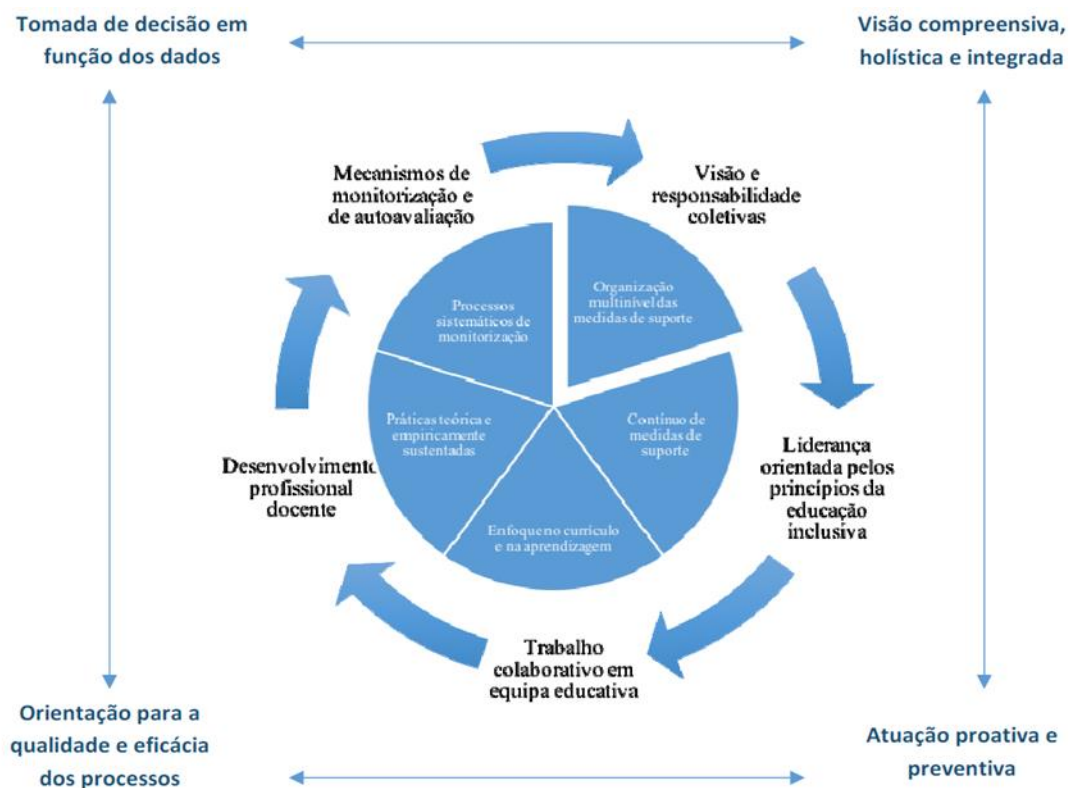 Tomada de decisão em
função dos dados
Visão compreensiva,
holística e integrada
Mecanismos de
monitorização e
de autoavaliação
Visão e
responsabilidade
coletivas
Processos
sistemáticos de
monitorização
Organização
multinível das
medidas de suporte
Práticas teórica e
empiricamente
sustentadas
Contínuo de
medidas de
suporte
Enfoque no currículo
e na aprendizagem
Desenvolvimento
profissional
docente
Liderança
orientada pelos
princípios da
educação
inclusiva
Trabalho
colaborativo em
equipa educativa
Orientação para a
qualidade e eficácia
dos processos
Atuação proativa e
preventiva